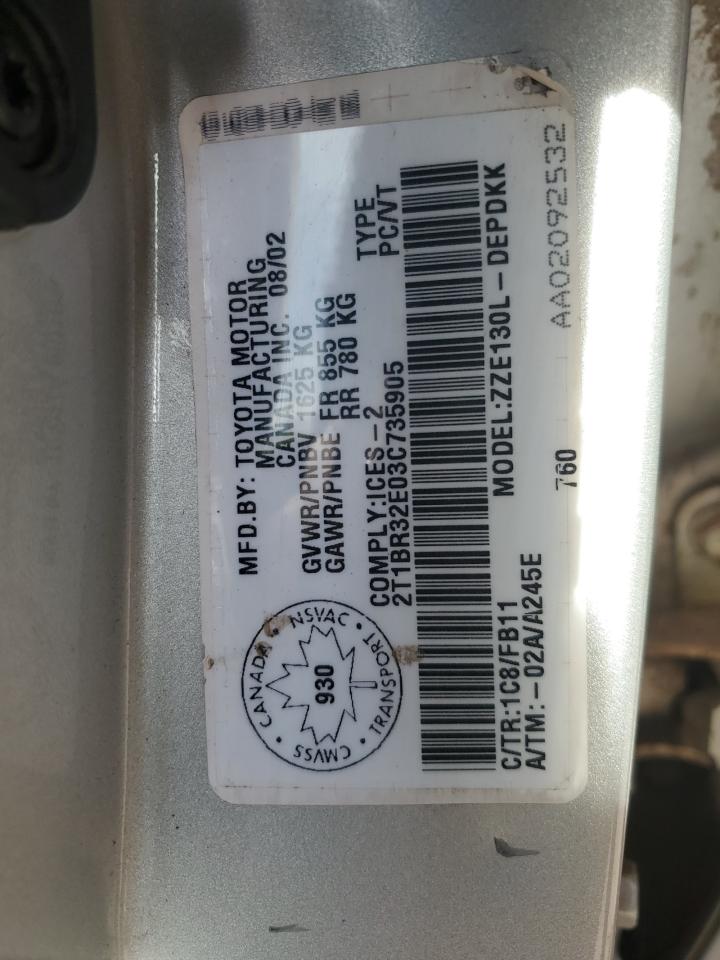 MFD.BY: TOYOTA MOTOR
MANUFACTURING
CANADA INC. 08/02
GVWR/PNBV 1625 KG
GAWR/PNBE FR 855 KG
RR 780 KG
TYPE
PC/VT
CANADA • NSVAC • TRANSPORT • CMVSS •
930
COMPLY:ICES-2
2T1BR32E03C735905
C/TR:1C8/FB11
MODEL:ZZE130L-DEPDKK
A/TM:-02A/A245E
760
AA02092532